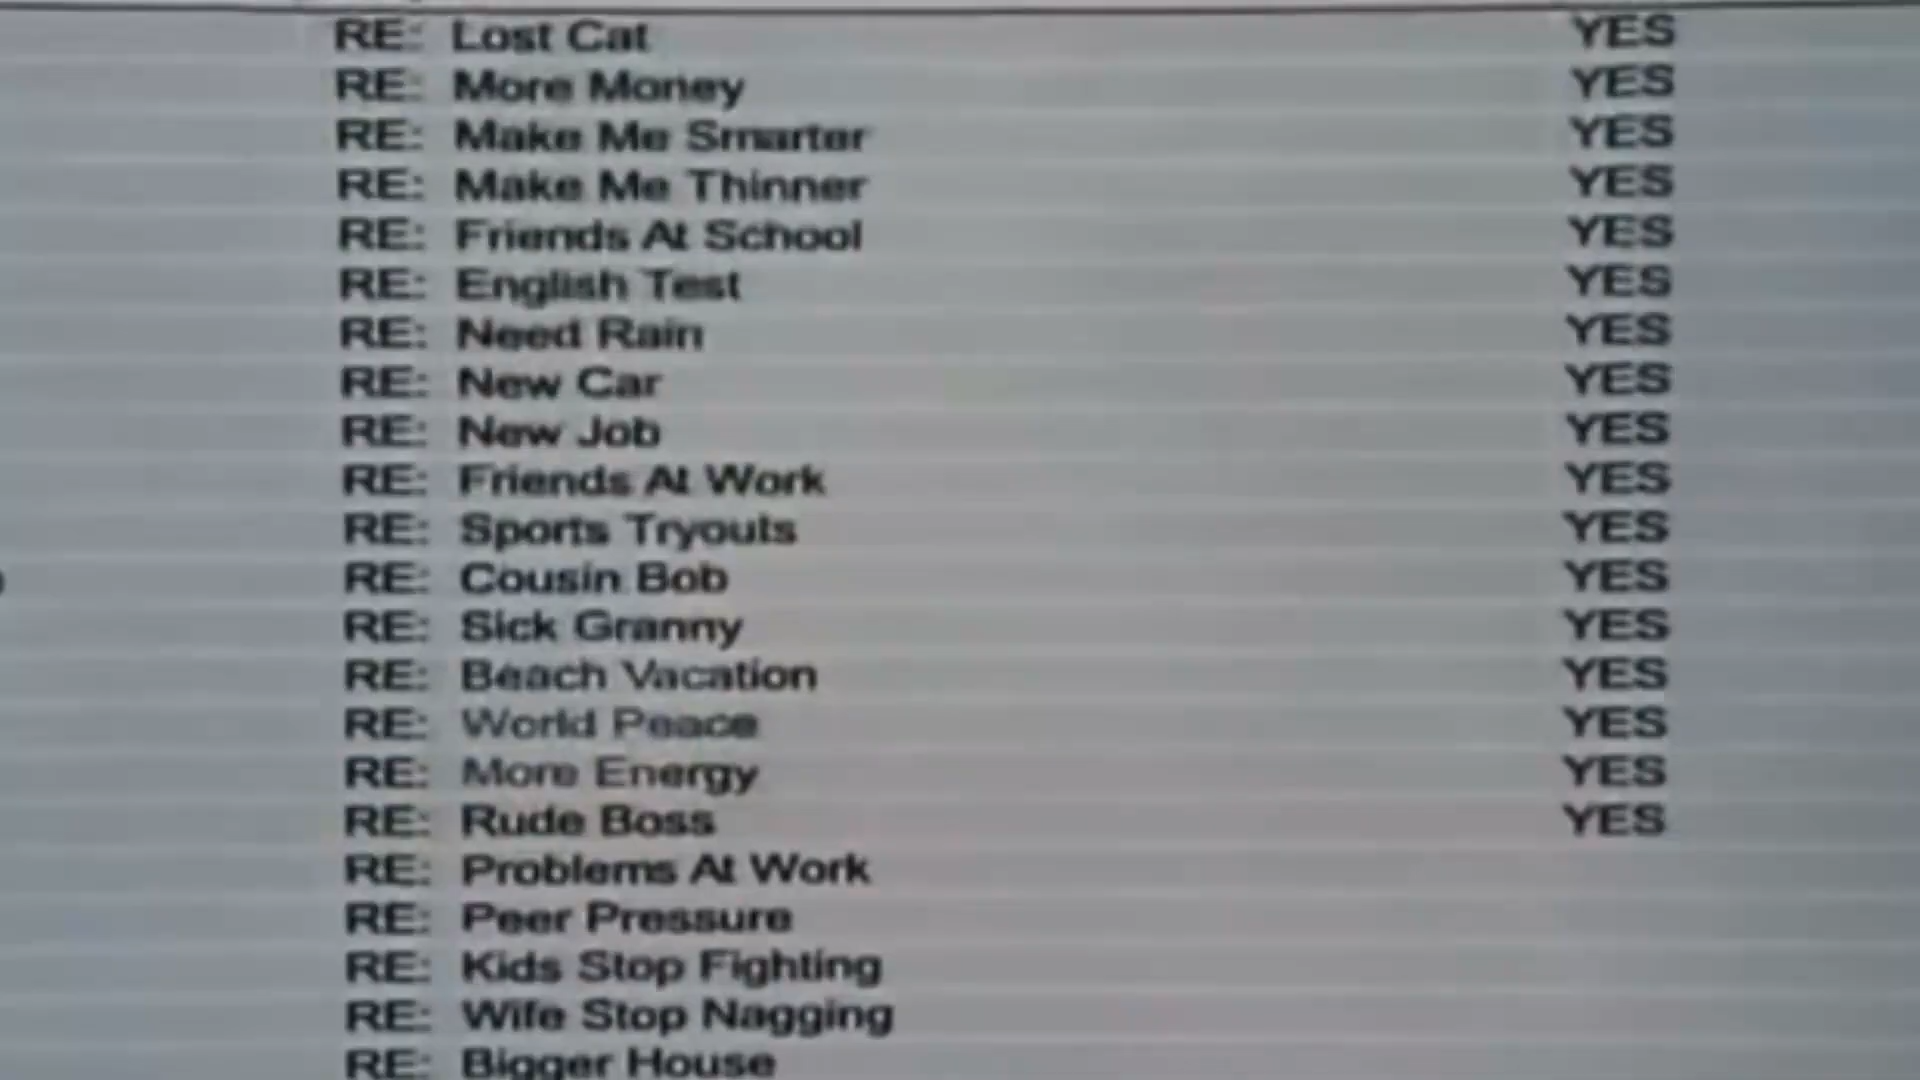 RE: Lost Cat YES
RE: More Money YES
RE: Make Me Smarter YES
RE: Make Me Thinner YES
RE: Friends At School YES
RE: English Test YES
RE: Need Rain YES
RE: New Car YES
RE: New Job YES
RE: Friends At Work YES
RE: Sports Tryouts YES
RE: Cousin Bob YES
RE: Sick Granny YES
RE: Beach Vacation YES
RE: World Peace YES
RE: More Energy YES
RE: Rude Boss YES
RE: Problems At Work
RE: Peer Pressure
RE: Kids Stop Fighting
RE: Wife Stop Nagging
RE: Bigger House